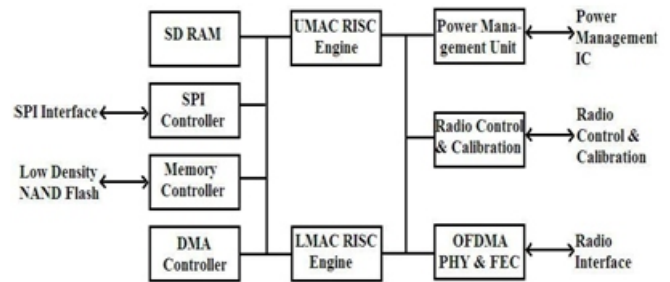 SD RAM
UMAC RISC
Engine
Power Mana-
gement Unit
Power
Management
IC
SPI Interface
SPI
Controller
Radio Control
& Calibration
Radio
Control &
Calibration
Low Density
NAND Flash
Memory
Controller
DMA
Controller
LMAC RISC
Engine
OFDMA
PHY & FEC
Radio
Interface